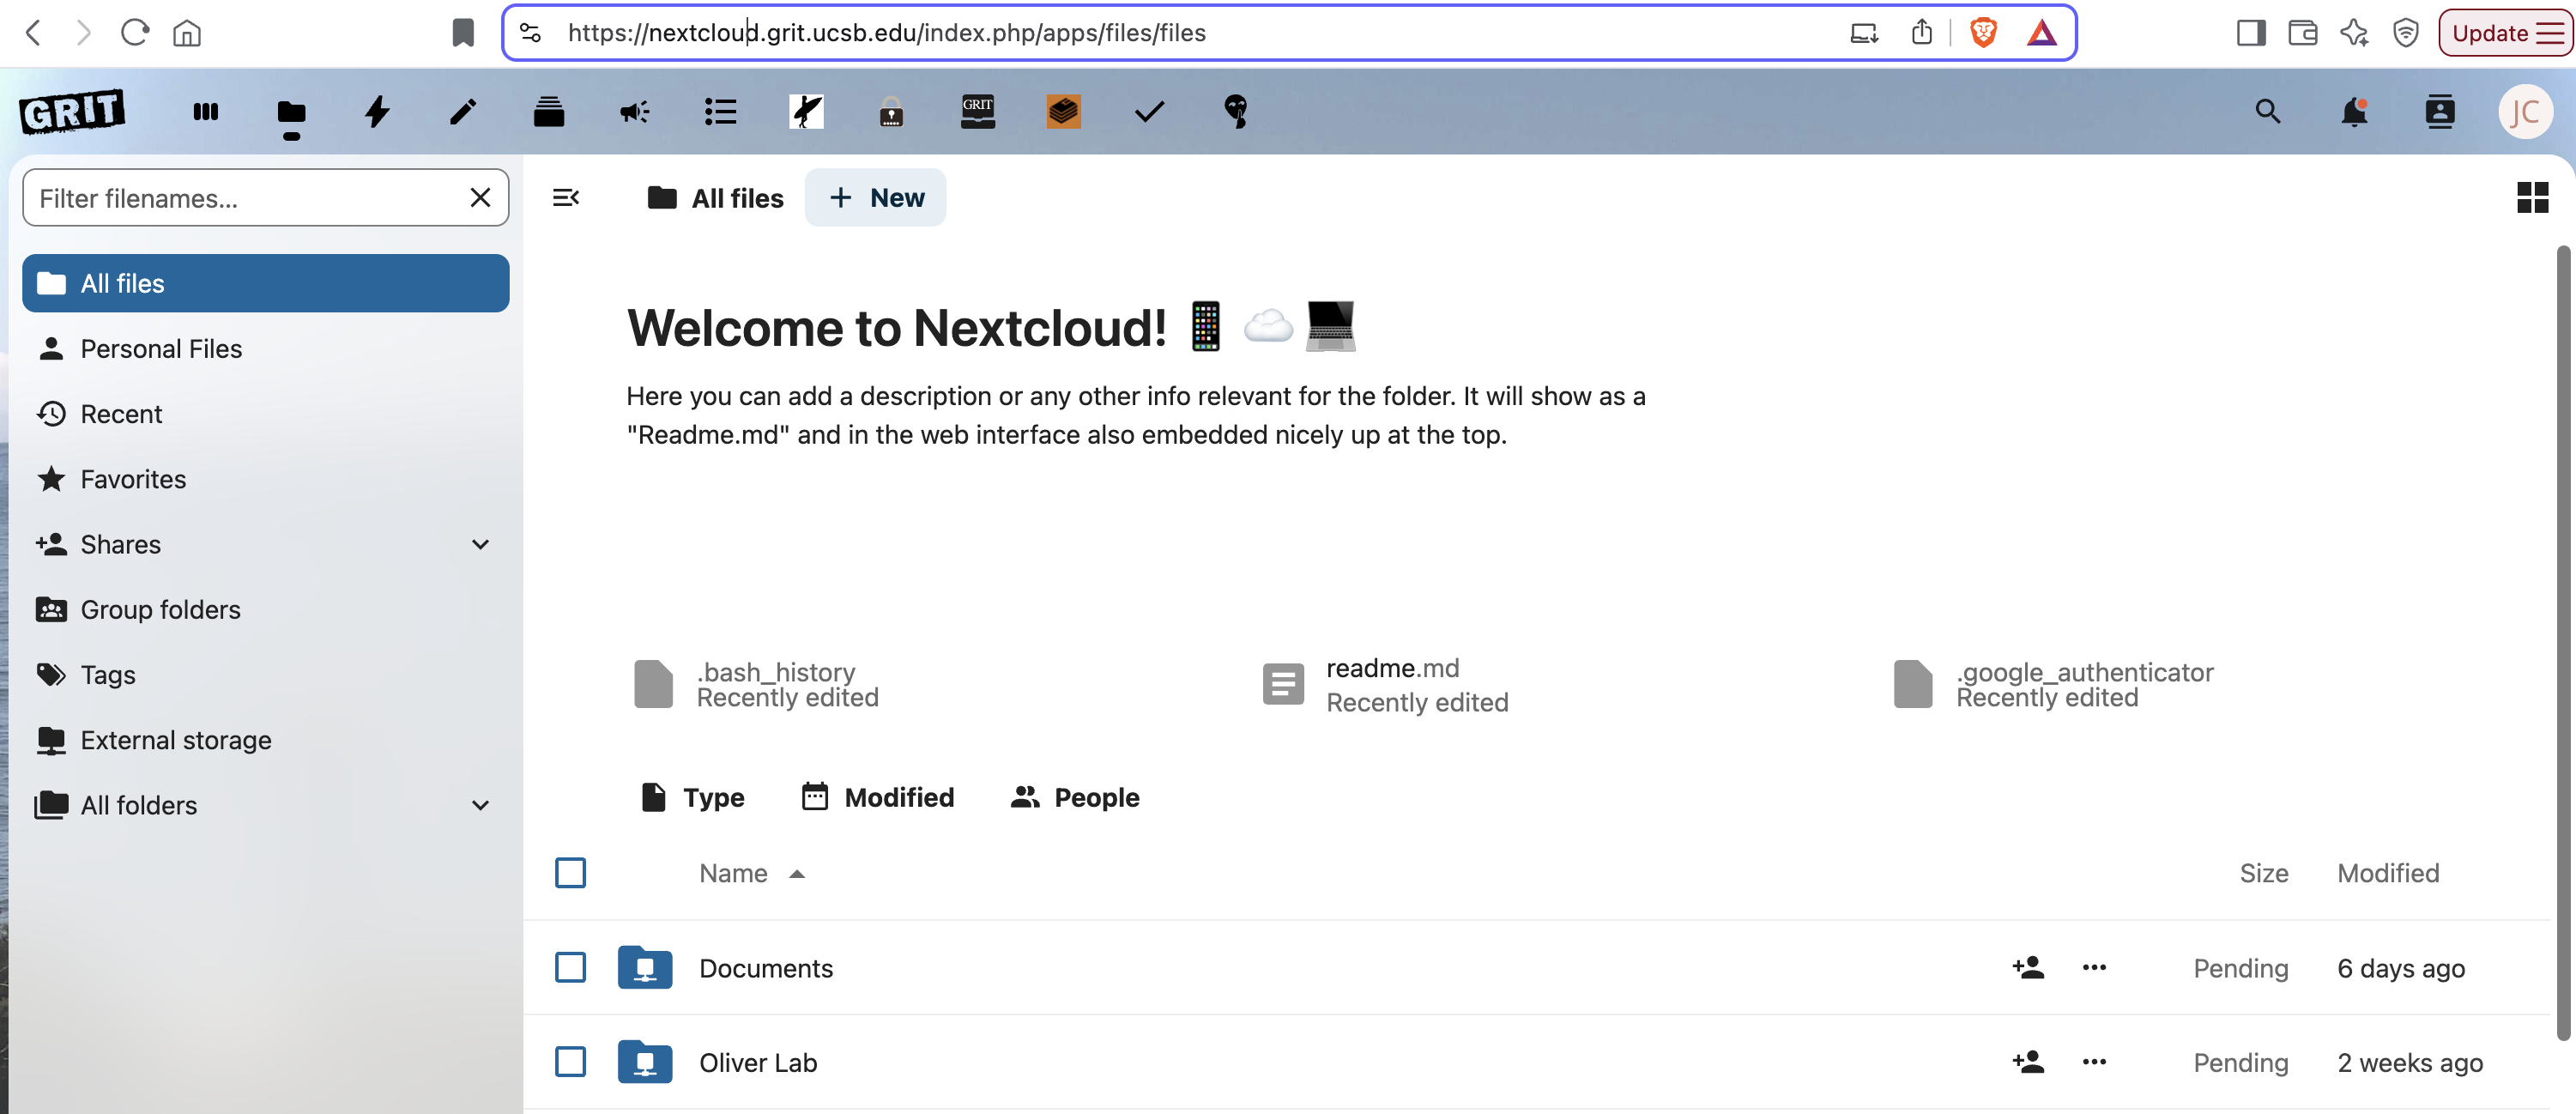 https://nextcloud.grit.ucsb.edu/index.php/apps/files/files
Update
GRIT
GRIT
JC
Filter filenames...
All files
Personal Files
Recent
Favorites
Shares
Group folders
Tags
External storage
All folders
All files
+ New
Welcome to Nextcloud!
Here you can add a description or any other info relevant for the folder. It will show as a
"Readme.md" and in the web interface also embedded nicely up at the top.
.bash_history
Recently edited
readme.md
Recently edited
.google_authenticator
Recently edited
Type Modified People
Name Size Modified
Documents Pending 6 days ago
Oliver Lab Pending 2 weeks ago